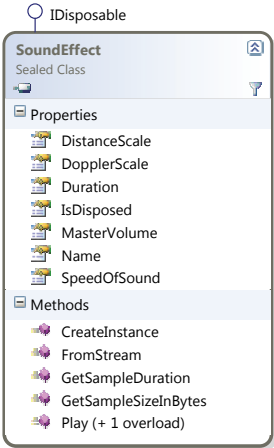 IDisposable
SoundEffect
Sealed Class
Properties
DistanceScale
DopplerScale
Duration
IsDisposed
MasterVolume
Name
SpeedOfSound
Methods
CreateInstance
FromStream
GetSampleDuration
GetSampleSizeInBytes
Play (+ 1 overload)